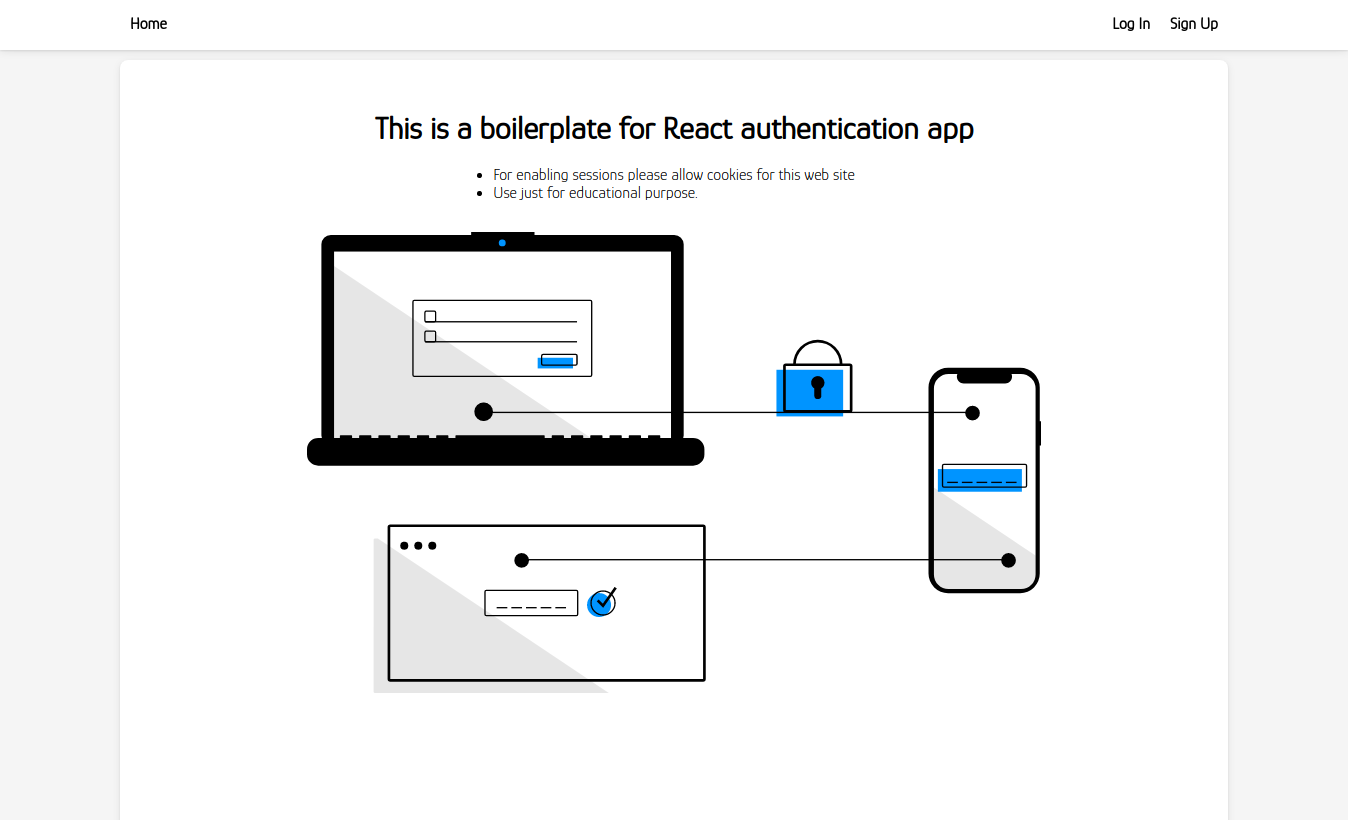 Home
Log In
Sign Up
This is a boilerplate for React authentication app
For enabling sessions please allow cookies for this web site
Use just for educational purpose.